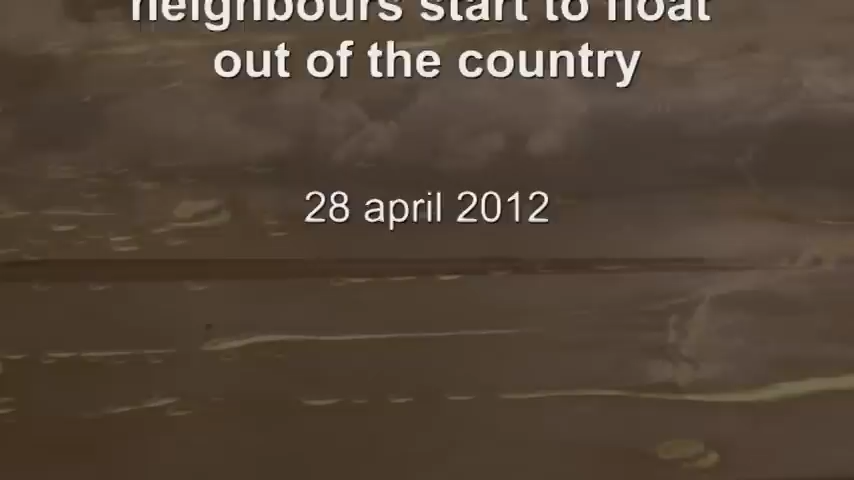 neighbours start to float
out of the country
28 april 2012